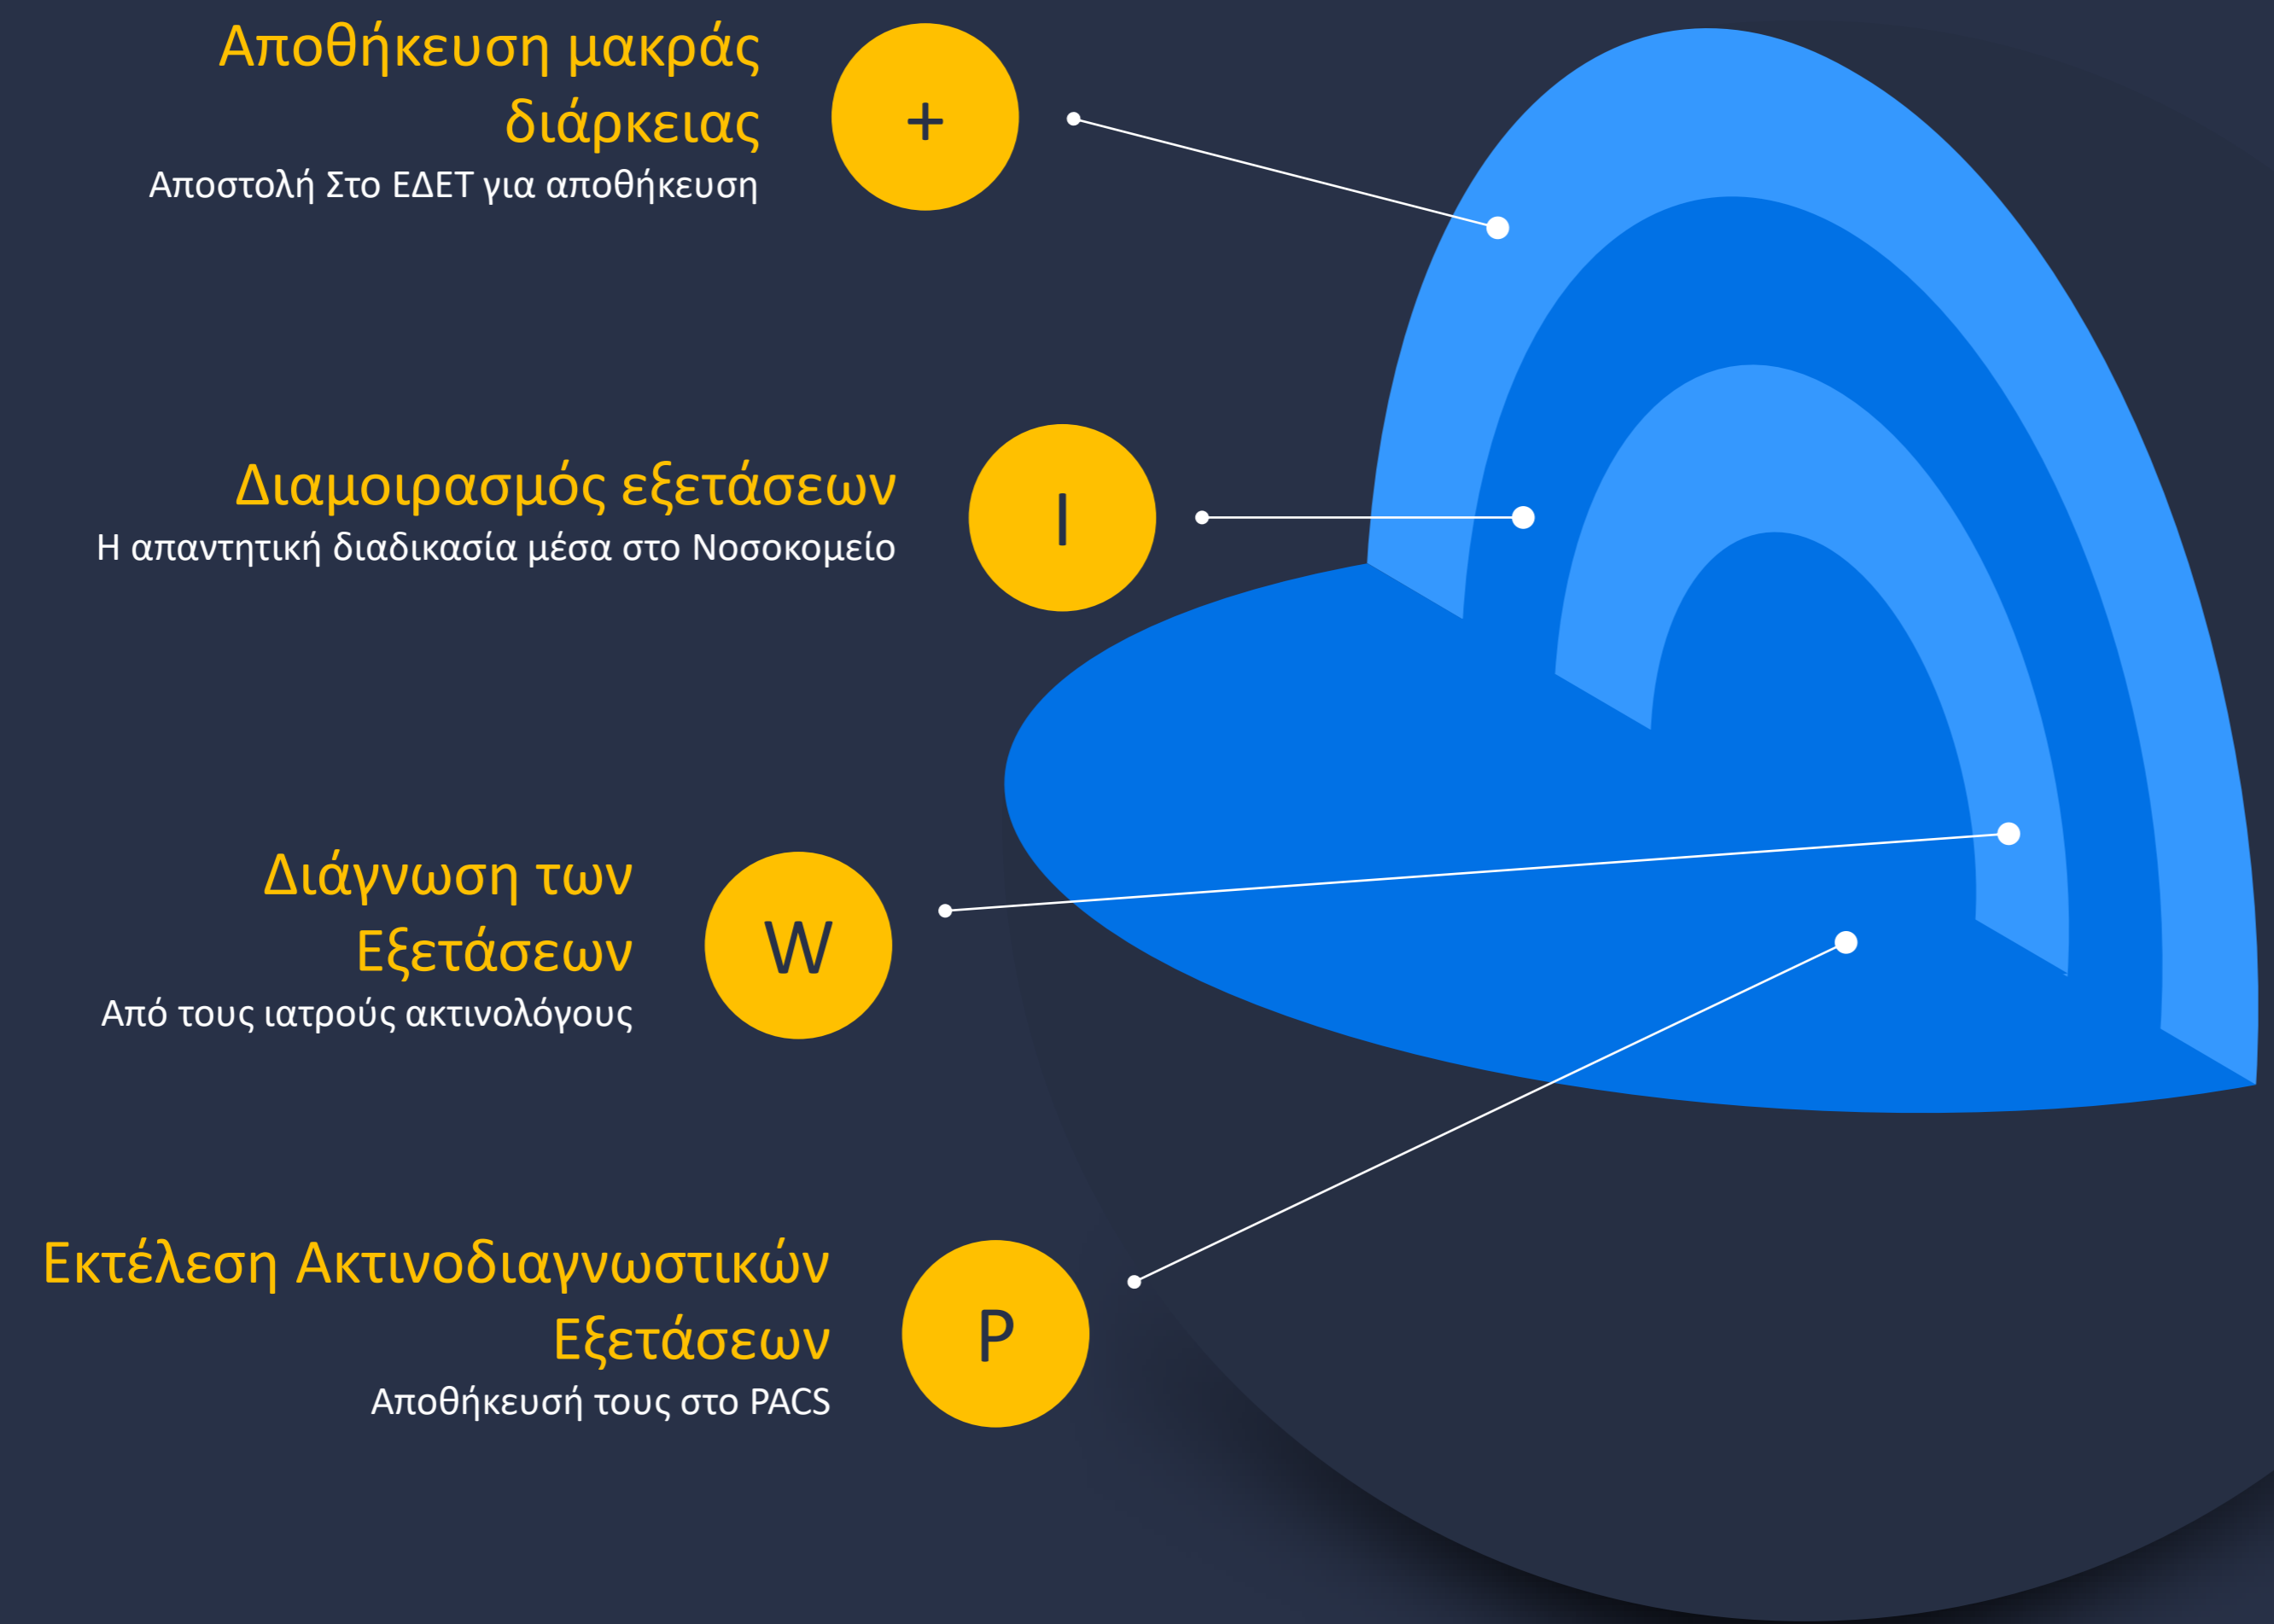 Αποθήκευση μακράς
διάρκειας
Αποστολή Στο ΕΔΕΤ για αποθήκευση
+
Διαμοιρασμός εξετάσεων
Η απαντητική διαδικασία μέσα στο Νοσοκομείο
I
Διάγνωση των
Εξετάσεων
Από τους ιατρούς ακτινολόγους
W
Εκτέλεση Ακτινοδιαγνωστικών
Εξετάσεων
Αποθήκευσή τους στο PACS
P